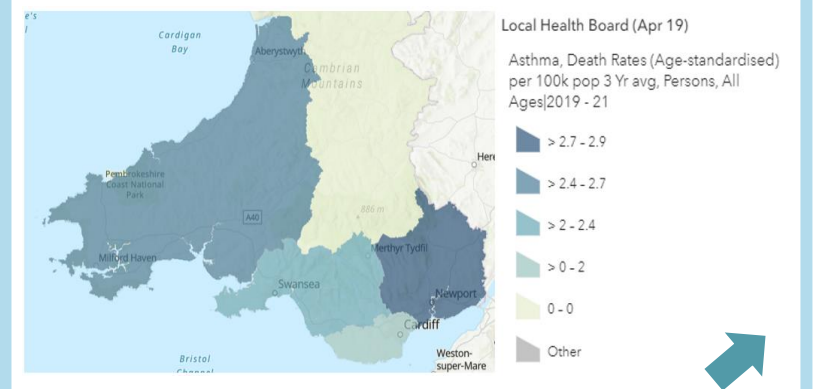 e's
Cardigan
Bay
Aberystwyth
Cambrian
Mountains
Here
Pembrokeshire
Coast National
Park
A40
886 m
Milford Haven
Merthyr Tydfil
Swansea
Newport
Cardiff
Weston-
super-Mare
Bristol
Channel
Local Health Board (Apr 19)
Asthma, Death Rates (Age-standardised)
per 100k pop 3 Yr avg, Persons, All
Ages|2019 - 21
> 2.7 - 2.9
> 2.4 - 2.7
> 2 - 2.4
> 0 - 2
0 - 0
Other